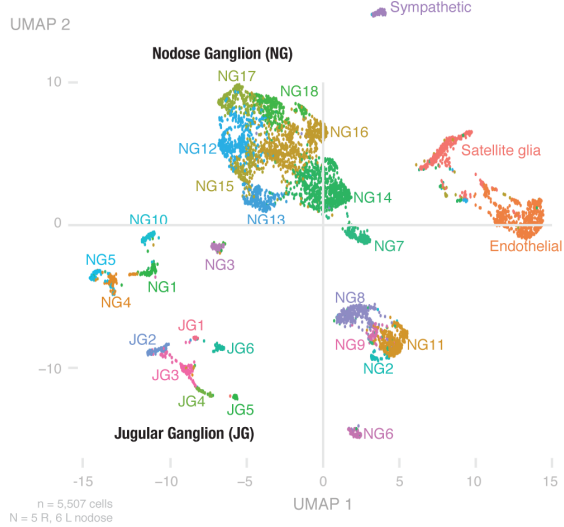 Sympathetic
UMAP 2
Nodose Ganglion (NG)
NG17
10
NG18
NG16
NG12
Satellite glia
NG15
NG14
NG13
NG10
0
NG7
Endothelial
NG5
NG3
NG1
NG4
NG8
JG1
JG2
NG9
NG11
JG6
NG2
−10
JG3
JG4
JG5
Jugular Ganglion (JG)
NG6
-15
−10
−5
0
5
10
15
n = 5,507 cells
UMAP 1
N = 5 R, 6 L nodose